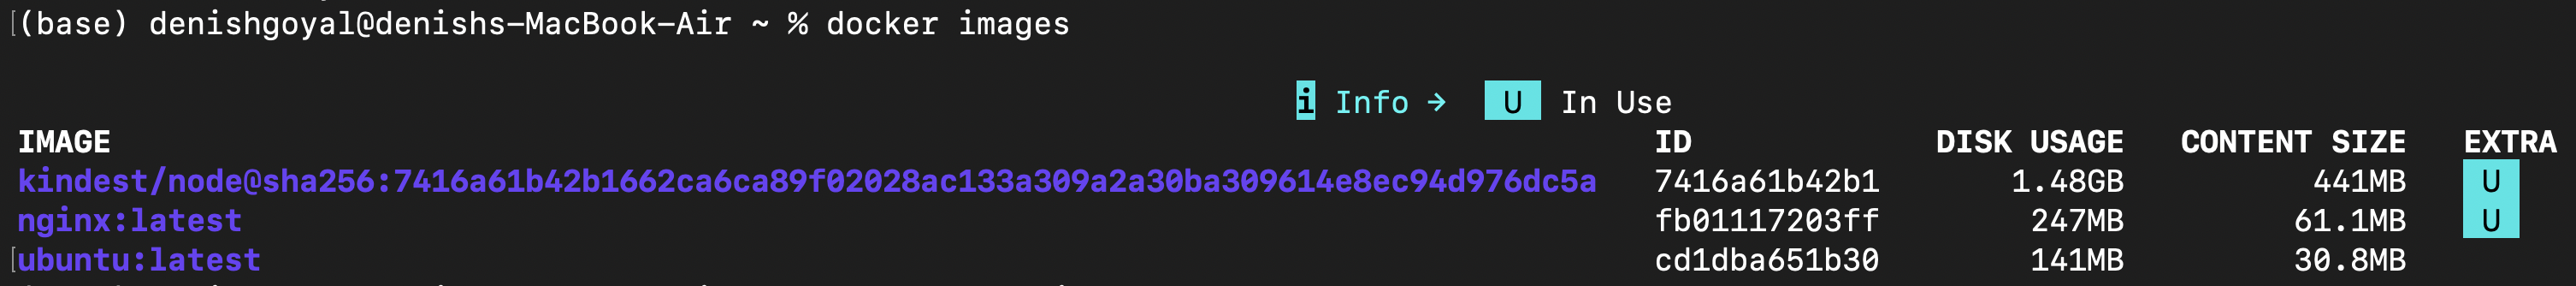 (base) denishgoyal@denishs-MacBook-Air ~ % docker images
i Info → U In Use
IMAGE ID DISK USAGE CONTENT SIZE EXTRA
kindest/node@sha256:7416a61b42b1662ca6ca89f02028ac133a309a2a30ba309614e8ec94d976dc5a 7416a61b42b1 1.48GB 441MB U
nginx:latest fb01117203ff 247MB 61.1MB U
ubuntu:latest cd1dba651b30 141MB 30.8MB